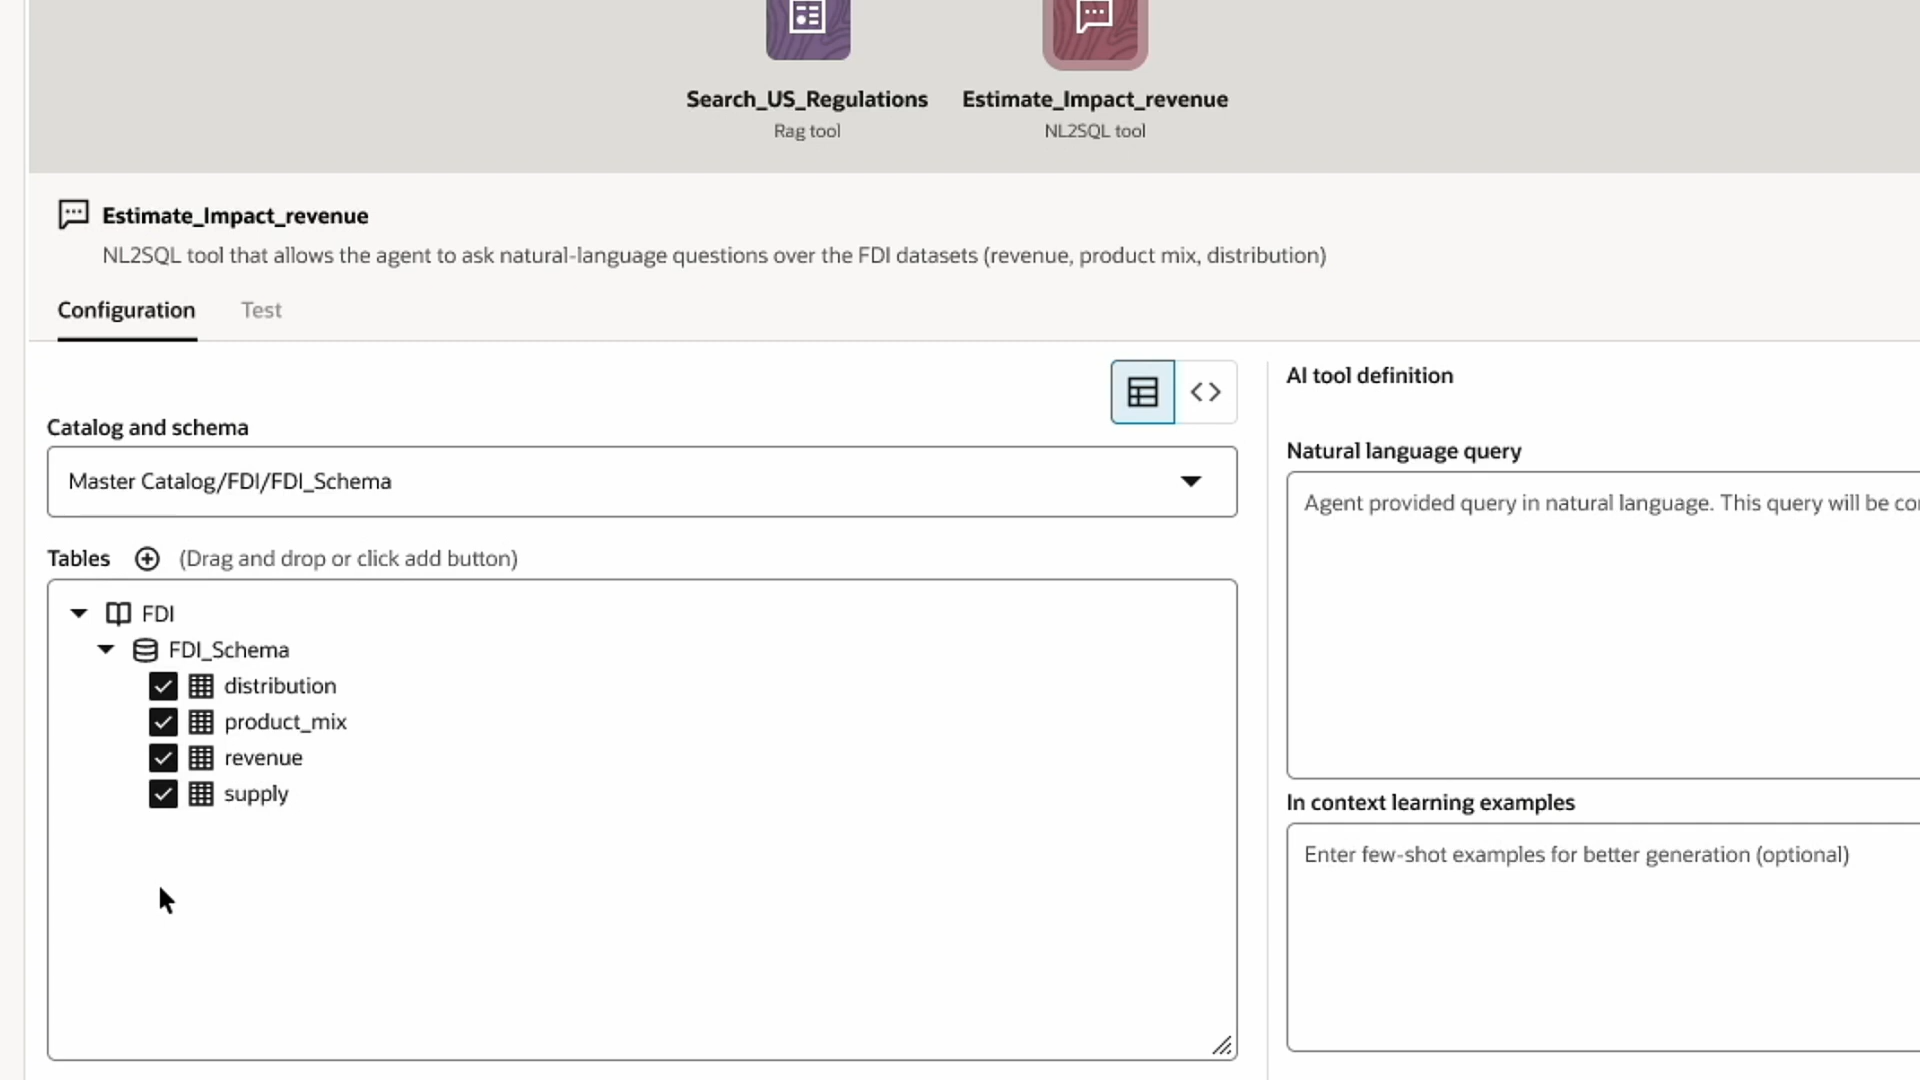 Search_US_Regulations
Rag tool
Estimate_Impact_revenue
NL2SQL tool
Estimate_Impact_revenue
NL2SQL tool that allows the agent to ask natural-language questions over the FDI datasets (revenue, product mix, distribution)
Configuration
Test
Catalog and schema
Master Catalog/FDI/FDI_Schema
Tables
(Drag and drop or click add button)
FDI
FDI_Schema
distribution
product_mix
revenue
supply
AI tool definition
Natural language query
Agent provided query in natural language. This query will be
In context learning examples
Enter few-shot examples for better generation (optional)